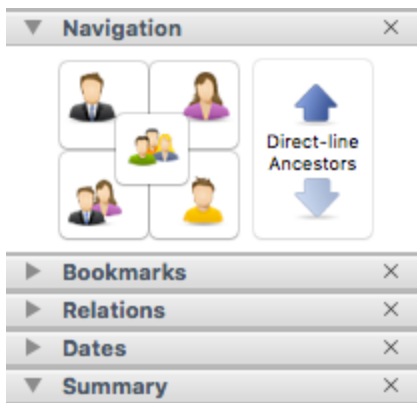 Navigation
Direct-line
Ancestors
Bookmarks
Relations
Dates
Summary